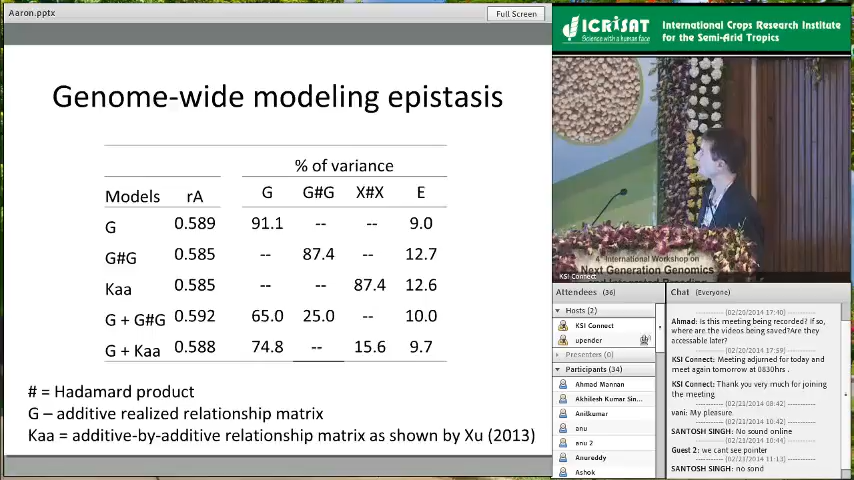 Aaron.pptx
Full Screen
Genome-wide modeling epistasis
% of variance
Models rA G G#G X#X E
G 0.589 91.1 -- -- 9.0
G#G 0.585 -- 87.4 -- 12.7
Kaa 0.585 -- -- 87.4 12.6
G + G#G 0.592 65.0 25.0 -- 10.0
G + Kaa 0.588 74.8 -- 15.6 9.7
# = Hadamard product
G – additive realized relationship matrix
Kaa = additive-by-additive relationship matrix as shown by Xu (2013)
ICRISAT
Science with a human face
International Crops Research Institute
for the Semi-Arid Tropics
4th International Workshop on
Next Generation Genomics
KSI Connect
Attendees (36)
Hosts (2)
KSI Connect
upender
Presenters (0)
Participants (34)
Ahmad Mannan
Akhilesh Kumar Sin...
Anilkumar
anu
anu 2
Anureddy
Ashok
Chat (Everyone)
------------ (02/20/2014 17:40) ------------
Ahmad: Is this meeting being recorded? If so,
where are the videos being saved?Are they
accessable later?
------------ (02/20/2014 17:59) ------------
KSI Connect: Meeting adjurned for today and
meet again tomorrow at 0830hrs .
KSI Connect: Thank you very much for joining
the meeting
------------ (02/21/2014 08:42) ------------
vani: My pleasure.
------------ (02/21/2014 10:42) ------------
SANTOSH SINGH: No sound online
------------ (02/21/2014 10:44) ------------
Guest 2: we cant see pointer
------------ (02/23/2014 11:13) ------------
SANTOSH SINGH: no sond